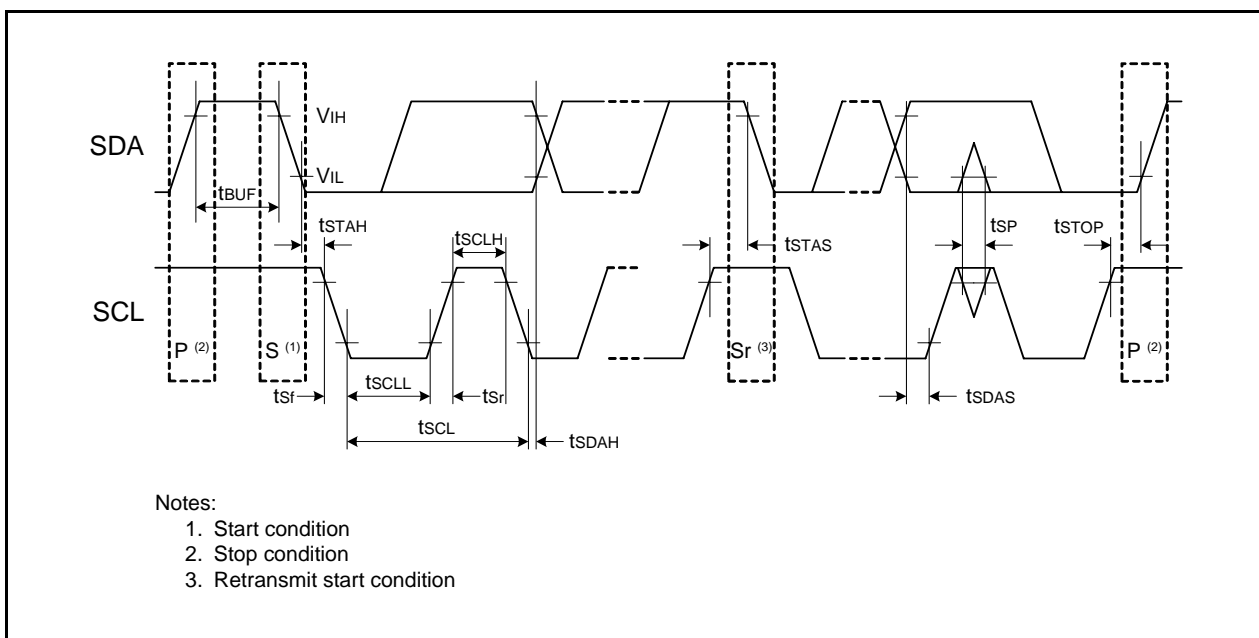 SDA
VIH
VIL
tBUF
tSTAH
tSCLH
tSTAS
tSP
tSTOP
SCL
P (2)
S (1)
Sr (3)
P (2)
tSf
tSCLL
tSr
tSDAS
tSCL
tSDAH
Notes:
1. Start condition
2. Stop condition
3. Retransmit start condition